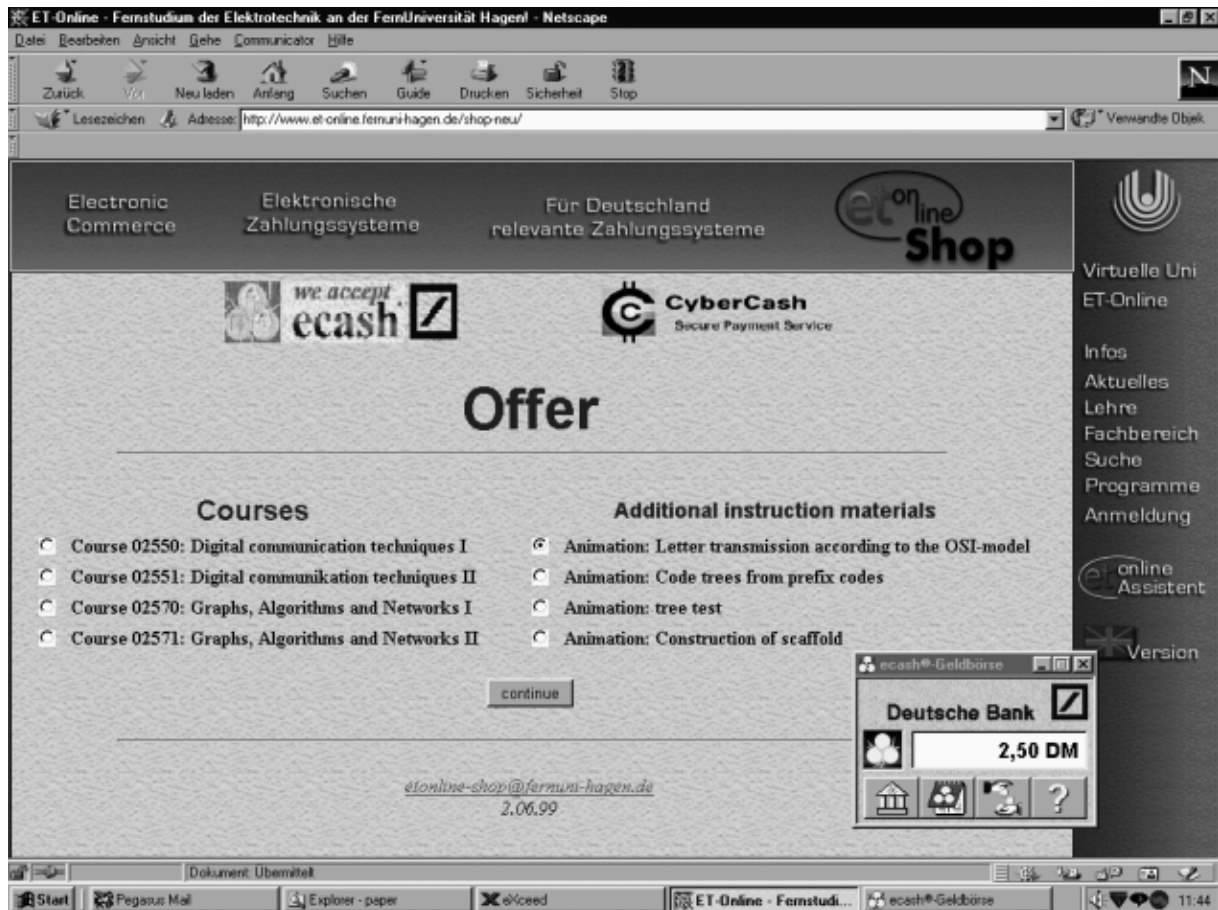 ET-Online - Fernstudium der Elektrotechnik an der FernUniversität Hagen! - Netscape
Datei Bearbeiten Ansicht Gehe Communicator Hilfe
Zurück Vor Neu laden Anfang Suchen Guide Drucken Sicherheit Stop
N
Lesezeichen Adresse: http://www.et-online.fernuni-hagen.de/shop-neu/ Verwandte Objek
Electronic Commerce
Elektronische Zahlungssysteme
Für Deutschland relevante Zahlungssysteme
et on line Shop
we accept
ecash
CyberCash
Secure Payment Service
Offer
Courses
Course 02550: Digital communication techniques I
Course 02551: Digital communikation techniques II
Course 02570: Graphs, Algorithms and Networks I
Course 02571: Graphs, Algorithms and Networks II
Additional instruction materials
Animation: Letter transmission according to the OSI-model
Animation: Code trees from prefix codes
Animation: tree test
Animation: Construction of scaffold
continue
etonline-shop@fernuni-hagen.de
2.06.99
Virtuelle Uni
ET-Online
Infos
Aktuelles
Lehre
Fachbereich
Suche
Programme
Anmeldung
et online
Assistent
Version
ecash®-Geldbörse
Deutsche Bank
2,50 DM
?
Dokument: Übermittelt
Start Pegasus Mail Explorer - paper eXceed ET-Online - Fernstudi... ecash®-Geldbörse 11:44